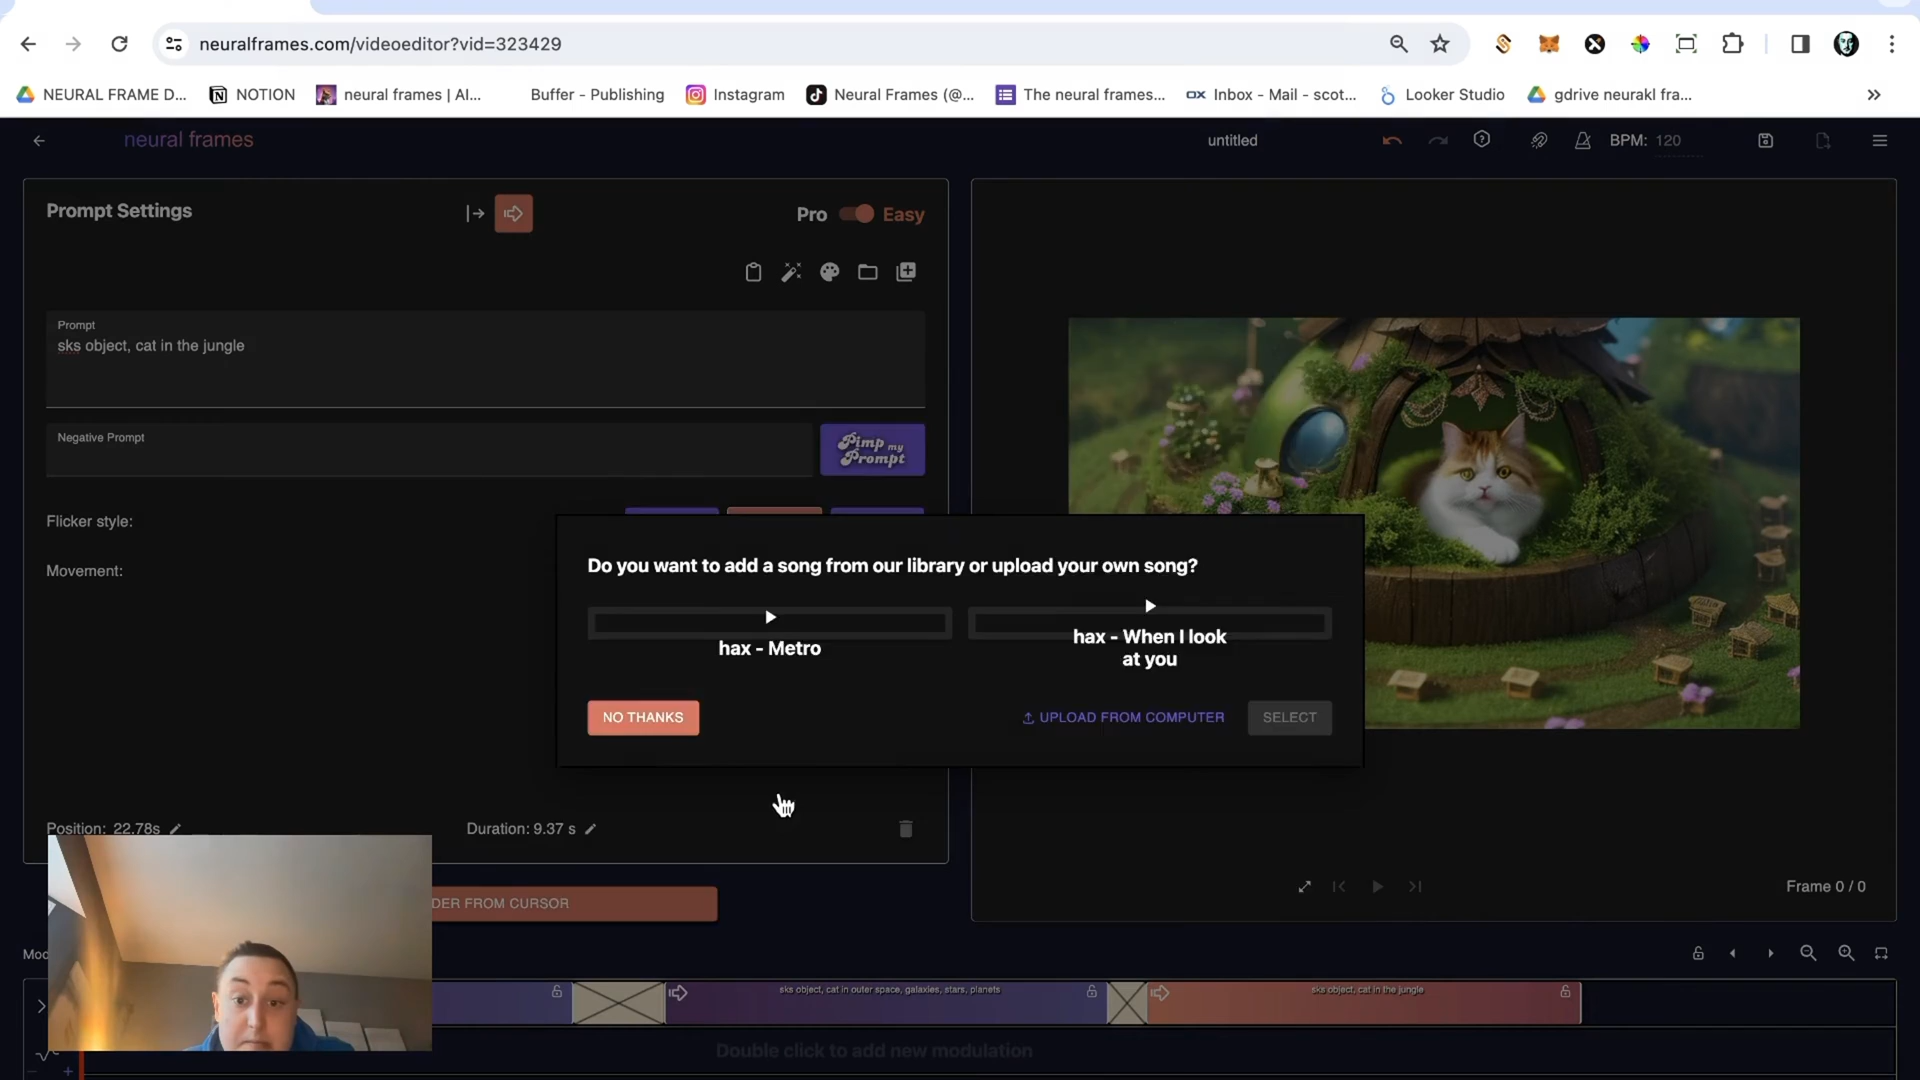 neuralframes.com/videoeditor?vid=323429
NEURAL FRAME D...
NOTION
neural frames | AI...
Buffer - Publishing
Instagram
Neural Frames (@...
The neural frames...
Inbox - Mail - scot...
Looker Studio
gdrive neurakl fra...
neural frames
untitled
BPM: 120
Prompt Settings
Pro
Easy
Prompt
sks object, cat in the jungle
Negative Prompt
Pimp my Prompt
Flicker style:
Movement:
Do you want to add a song from our library or upload your own song?
hax - Metro
hax - When I look
at you
NO THANKS
UPLOAD FROM COMPUTER
SELECT
Position: 22.78s
Duration: 9.37 s
DER FROM CURSOR
Frame 0 / 0
Moc
sks object, cat in outer space, galaxies, stars, planets
sks object, cat in the jungle
Double click to add new modulation